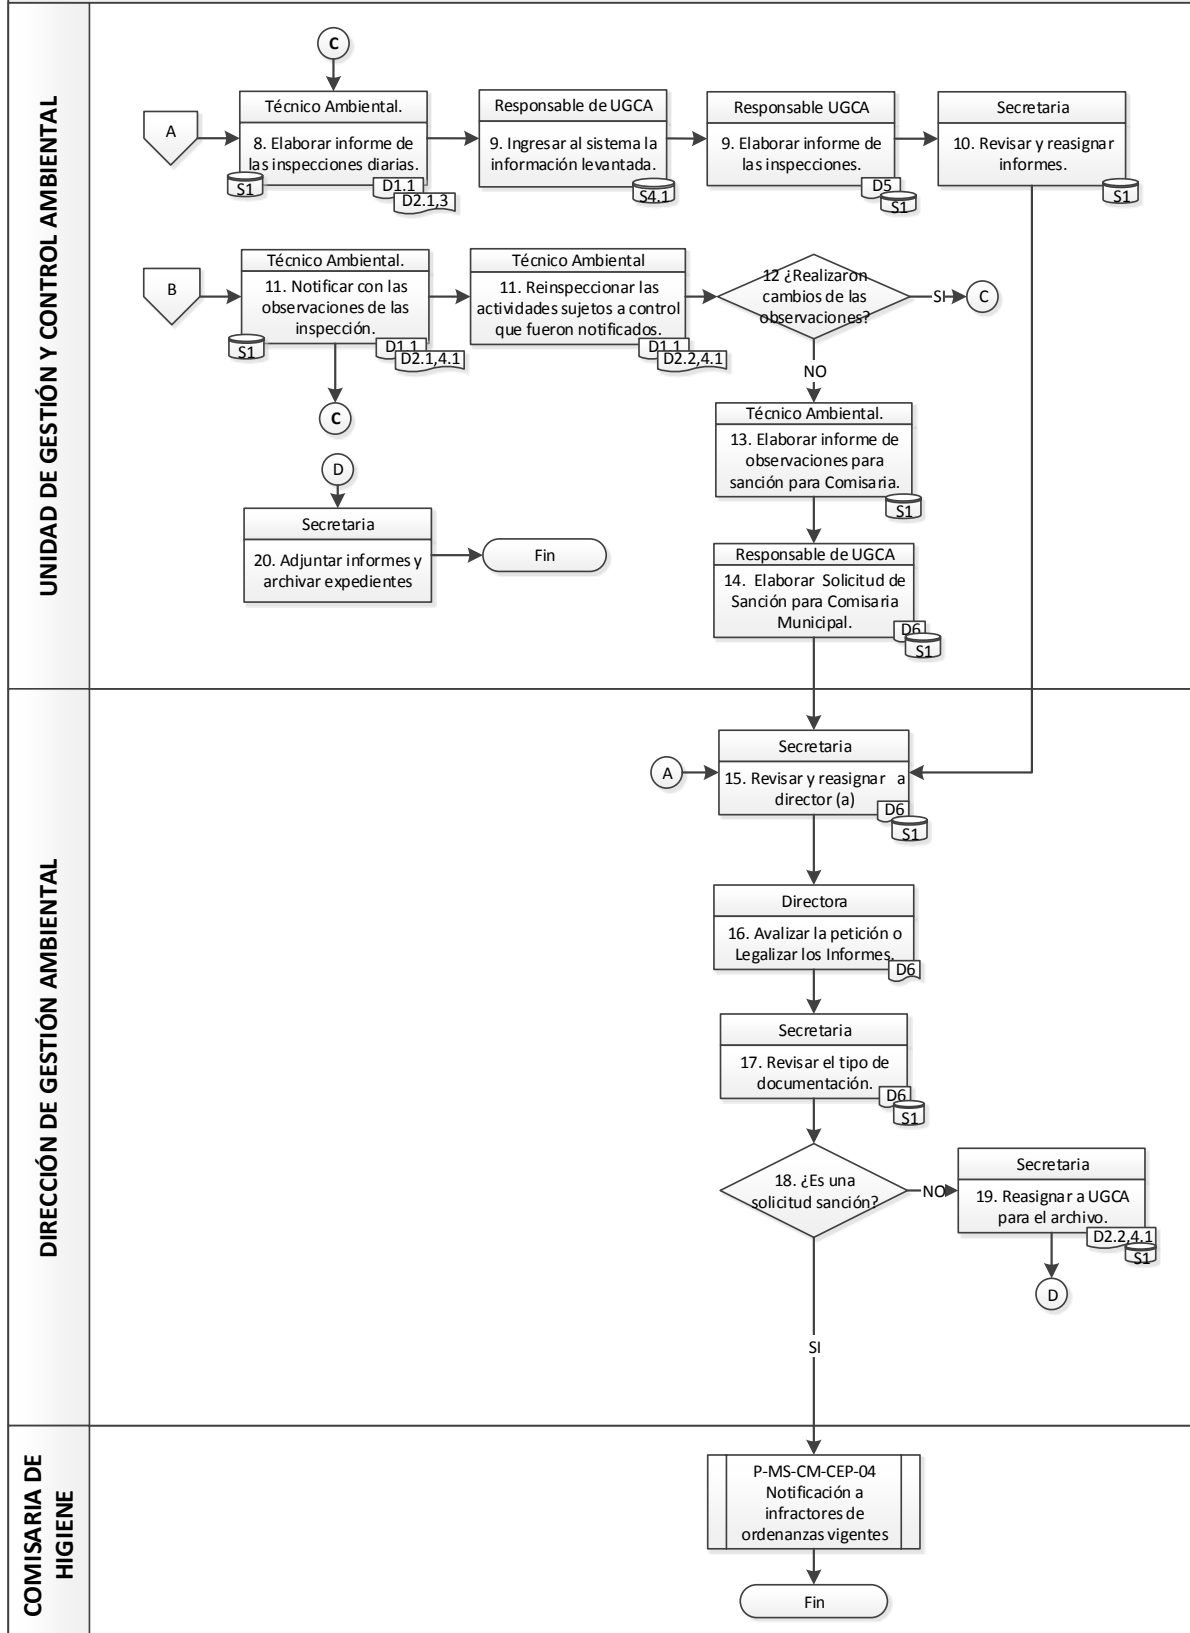 UNIDAD DE GESTIÓN Y CONTROL AMBIENTAL
C
A
Técnico Ambiental.
8. Elaborar informe de
las inspecciones diarias.
S1
D1.1
D2.1,3
Responsable de UGCA
9. Ingresar al sistema la
información levantada.
S4.1
Responsable UGCA
9. Elaborar informe de
las inspecciones.
D5
S1
Secretaria
10. Revisar y reasignar
informes.
S1
B
Técnico Ambiental.
11. Notificar con las
observaciones de las
inspección.
S1
D1.1
D2.1,4.1
C
Técnico Ambiental
11. Reinspeccionar las
actividades sujetos a control
que fueron notificados.
D1.1
D2.2,4.1
12 ¿Realizaron
cambios de las
observaciones?
SI
C
NO
Técnico Ambiental.
13. Elaborar informe de
observaciones para
sanción para Comisaria.
S1
D
Secretaria
20. Adjuntar informes y
archivar expedientes
Fin
Responsable de UGCA
14. Elaborar Solicitud de
Sanción para Comisaria
Municipal.
D6
S1
DIRECCIÓN DE GESTIÓN AMBIENTAL
A
Secretaria
15. Revisar y reasignar a
director (a)
D6
S1
Directora
16. Avalizar la petición o
Legalizar los Informes.
D6
Secretaria
17. Revisar el tipo de
documentación.
D6
S1
18. ¿Es una
solicitud sanción?
NO
Secretaria
19. Reasignar a UGCA
para el archivo.
D2.2,4.1
S1
D
SI
COMISARIA DE
HIGIENE
P-MS-CM-CEP-04
Notificación a
infractores de
ordenanzas vigentes
Fin